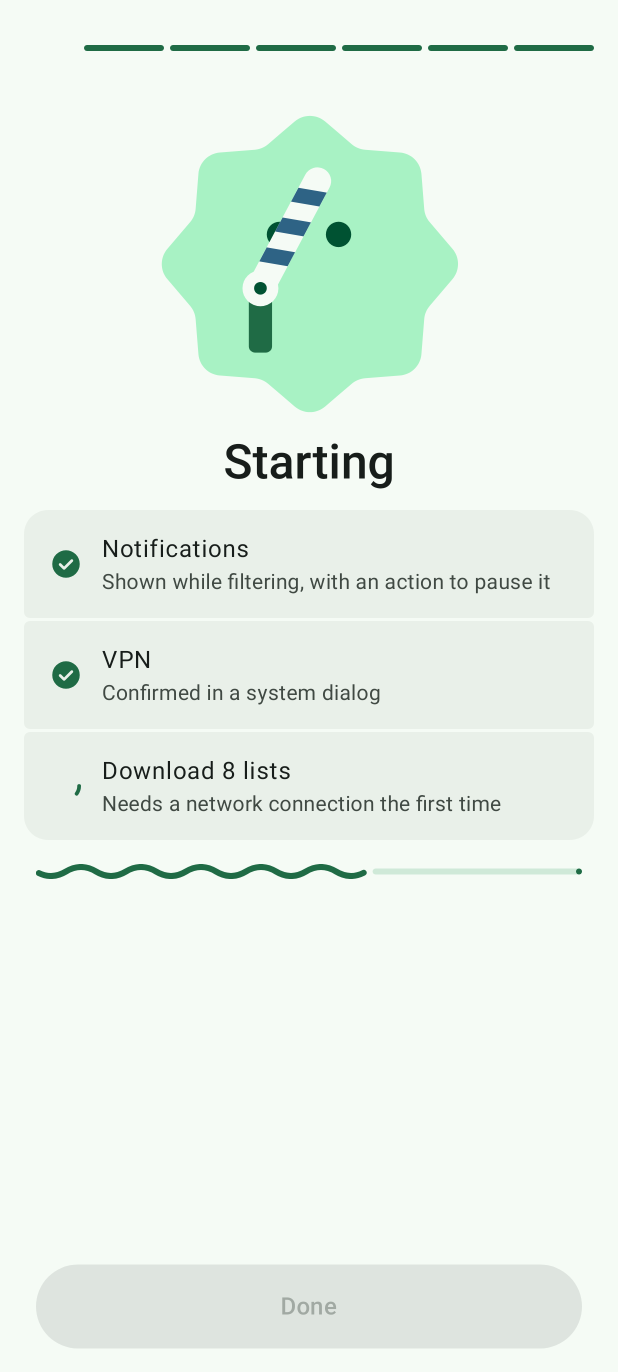 Starting
Notifications
Shown while filtering, with an action to pause it
VPN
Confirmed in a system dialog
Download 8 lists
Needs a network connection the first time
Done